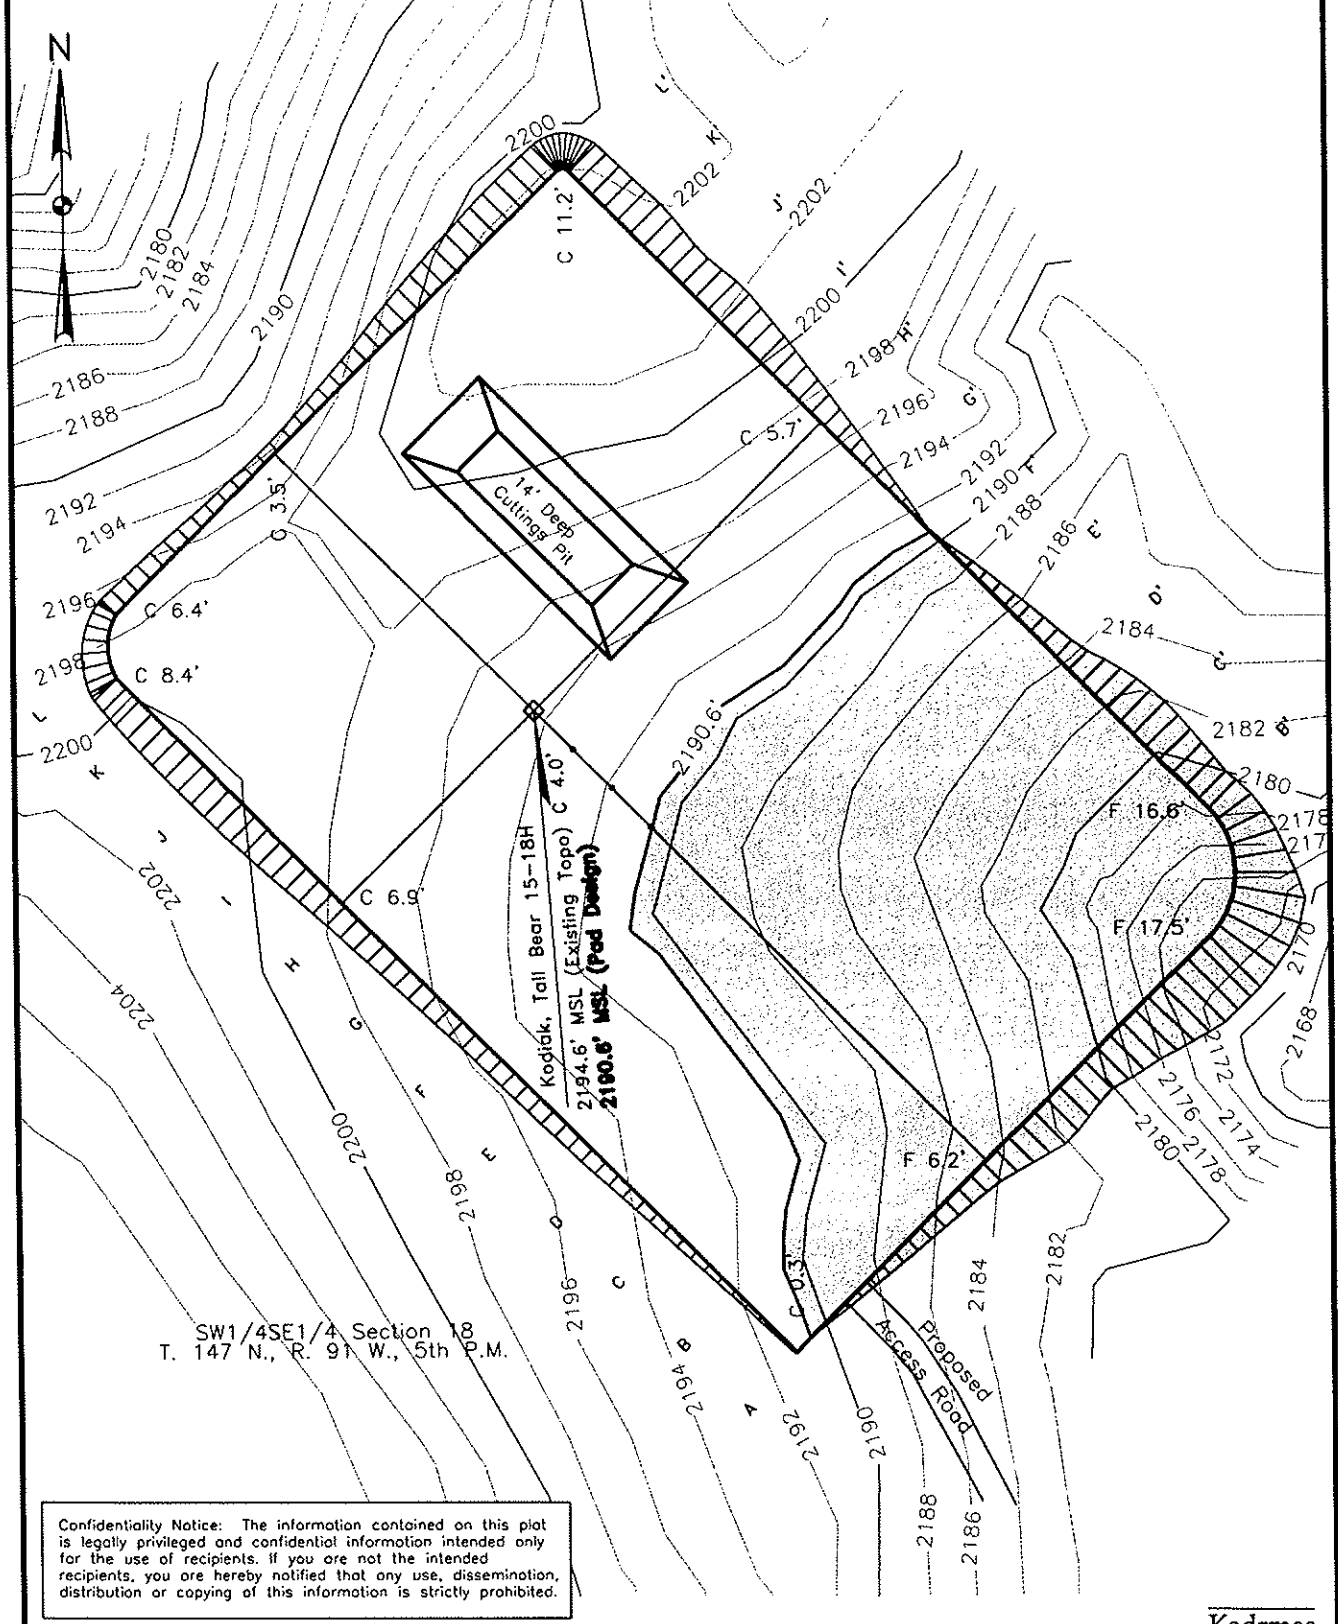 N
2200
L'
K'
2202
J'
2202
C 11.2'
2180
2182
2184
2190
2200
I'
2198
H'
2186
2188
2196
G'
C 5.7'
2194
2192
F'
2190
2188
2186
E'
14' Deep
Cuttings Pit
C 3.5'
2192
2194
2196
C 6.4'
D'
2184
C'
2198
C 8.4'
L
2200
K
2182
B'
2190.6'
2180
F 16.6'
2178
J
2202
I
C 6.9'
F 17.5'
2170
H
2204
G
Kodiak, Tall Bear 15-18H
2194.6' MSL (Existing Topo) C 4.0'
2190.6' MSL (Pad Design)
2168
2172
2174
2176
2178
2180
F
2200
2198
E
F 6.2'
D
2196
C
C 0.3'
2184
2182
SW1/4SE1/4 Section 18
T. 147 N., R. 91 W., 5th P.M.
B
2194
A
2192
2190
Proposed
Access Road
2188
2186
Confidentiality Notice: The information contained on this plat
is legally privileged and confidential information intended only
for the use of recipients. If you are not the intended
recipients, you are hereby notified that any use, dissemination,
distribution or copying of this information is strictly prohibited.